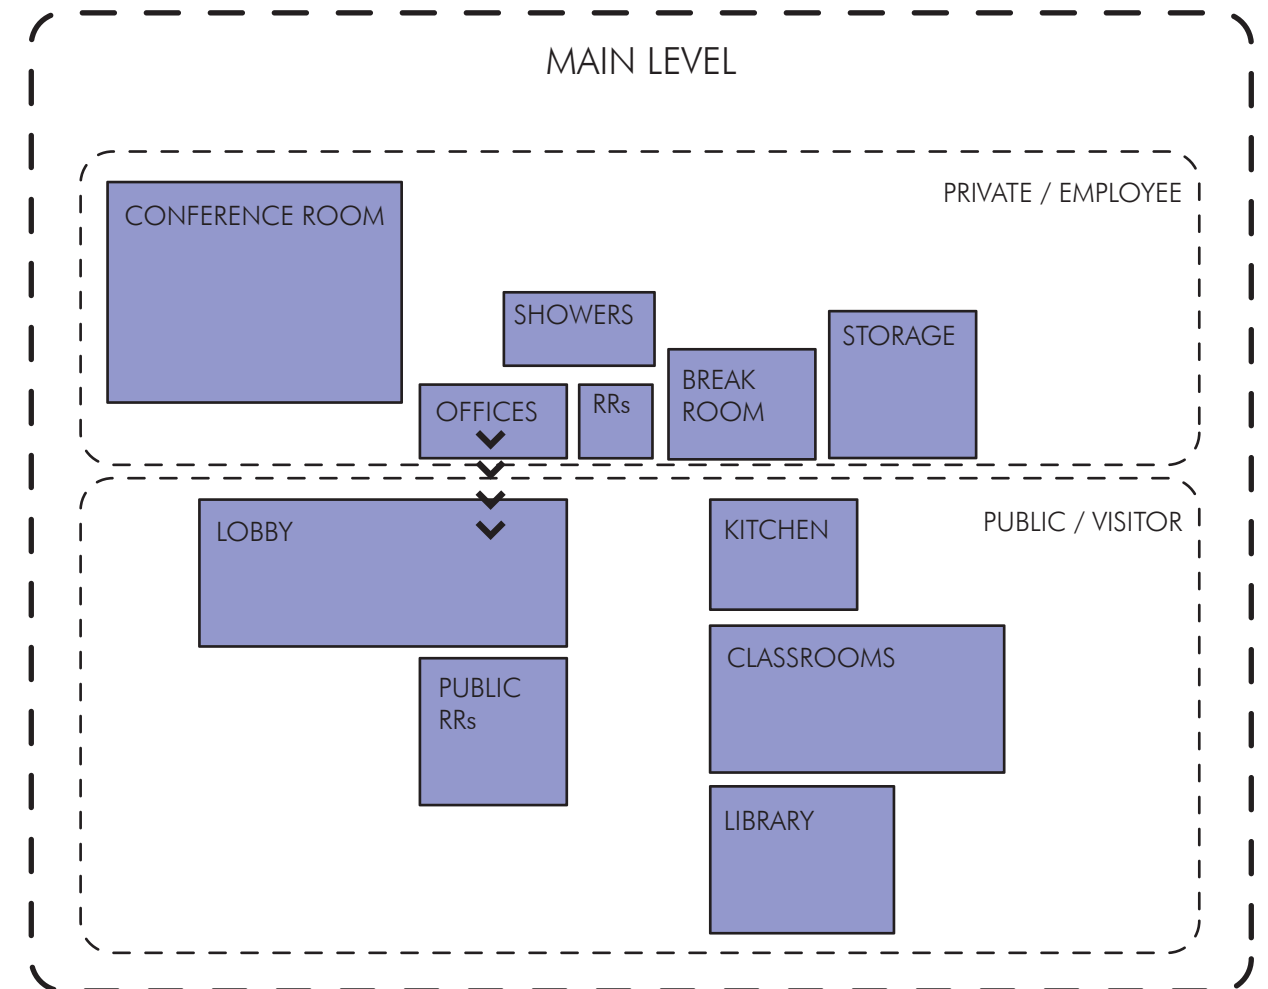 MAIN LEVEL
PRIVATE / EMPLOYEE
CONFERENCE ROOM
SHOWERS
STORAGE
BREAK
ROOM
OFFICES
RRs
PUBLIC / VISITOR
LOBBY
KITCHEN
PUBLIC
RRs
CLASSROOMS
LIBRARY